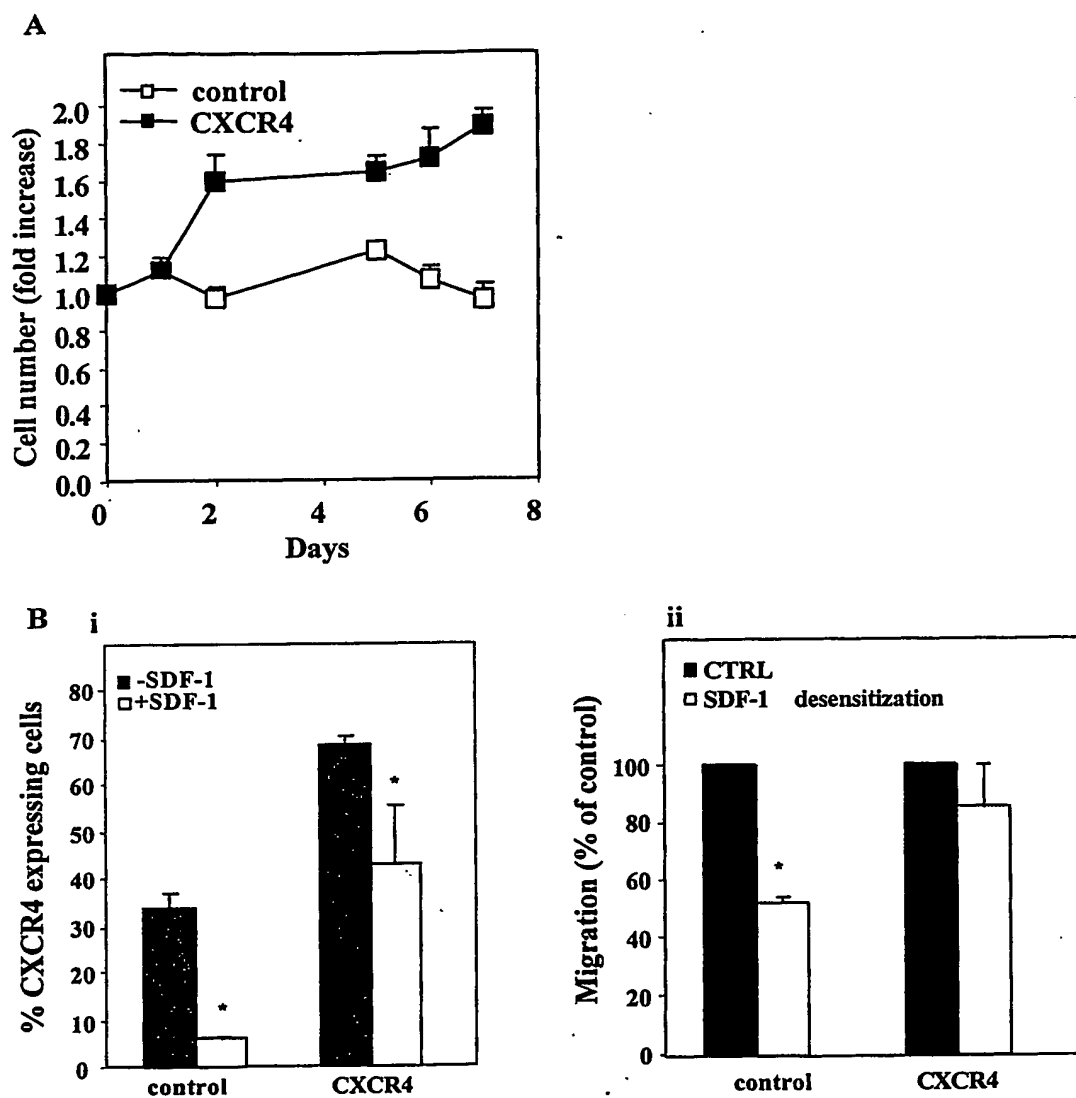 A
control
CXCR4
Cell number (fold increase)
2.0
1.8
1.6
1.4
1.2
1.0
0.8
0.6
0.4
0.2
0.0
0 2 4 6 8
Days
B i
-SDF-1
+SDF-1
% CXCR4 expressing cells
80
70
60
50
40
30
20
10
0
*
*
control CXCR4
ii
CTRL
SDF-1 desensitization
Migration (% of control)
100
80
60
40
20
0
*
control CXCR4